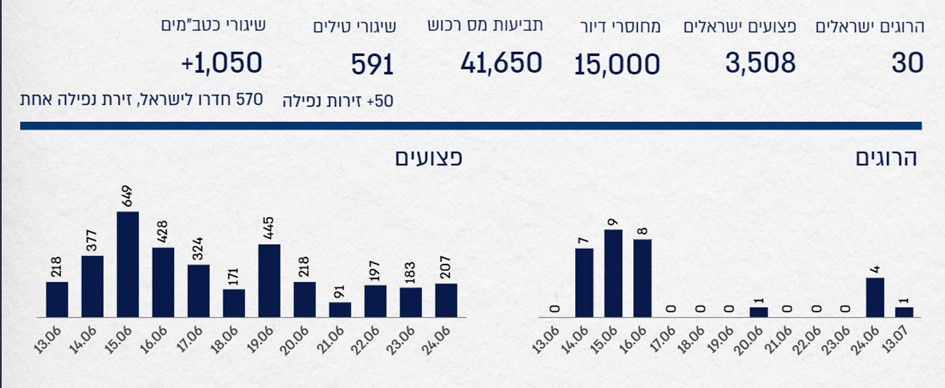 הרוגים ישראלים
30
פצועים ישראלים
3,508
מחוסרי דיור
15,000
תביעות מס רכוש
41,650
שיגורי טילים
591
50+ זירות נפילה
שיגורי כטב"מים
1,050+
570 חדרו לישראל, זירת נפילה אחת
הרוגים
0 7 9 8 0 0 0 1 0 0 0 4 1
13.06 14.06 15.06 16.06 17.06 18.06 19.06 20.06 21.06 22.06 23.06 24.06 13.07
פצועים
218 377 649 428 324 171 445 218 91 197 183 207
13.06 14.06 15.06 16.06 17.06 18.06 19.06 20.06 21.06 22.06 23.06 24.06